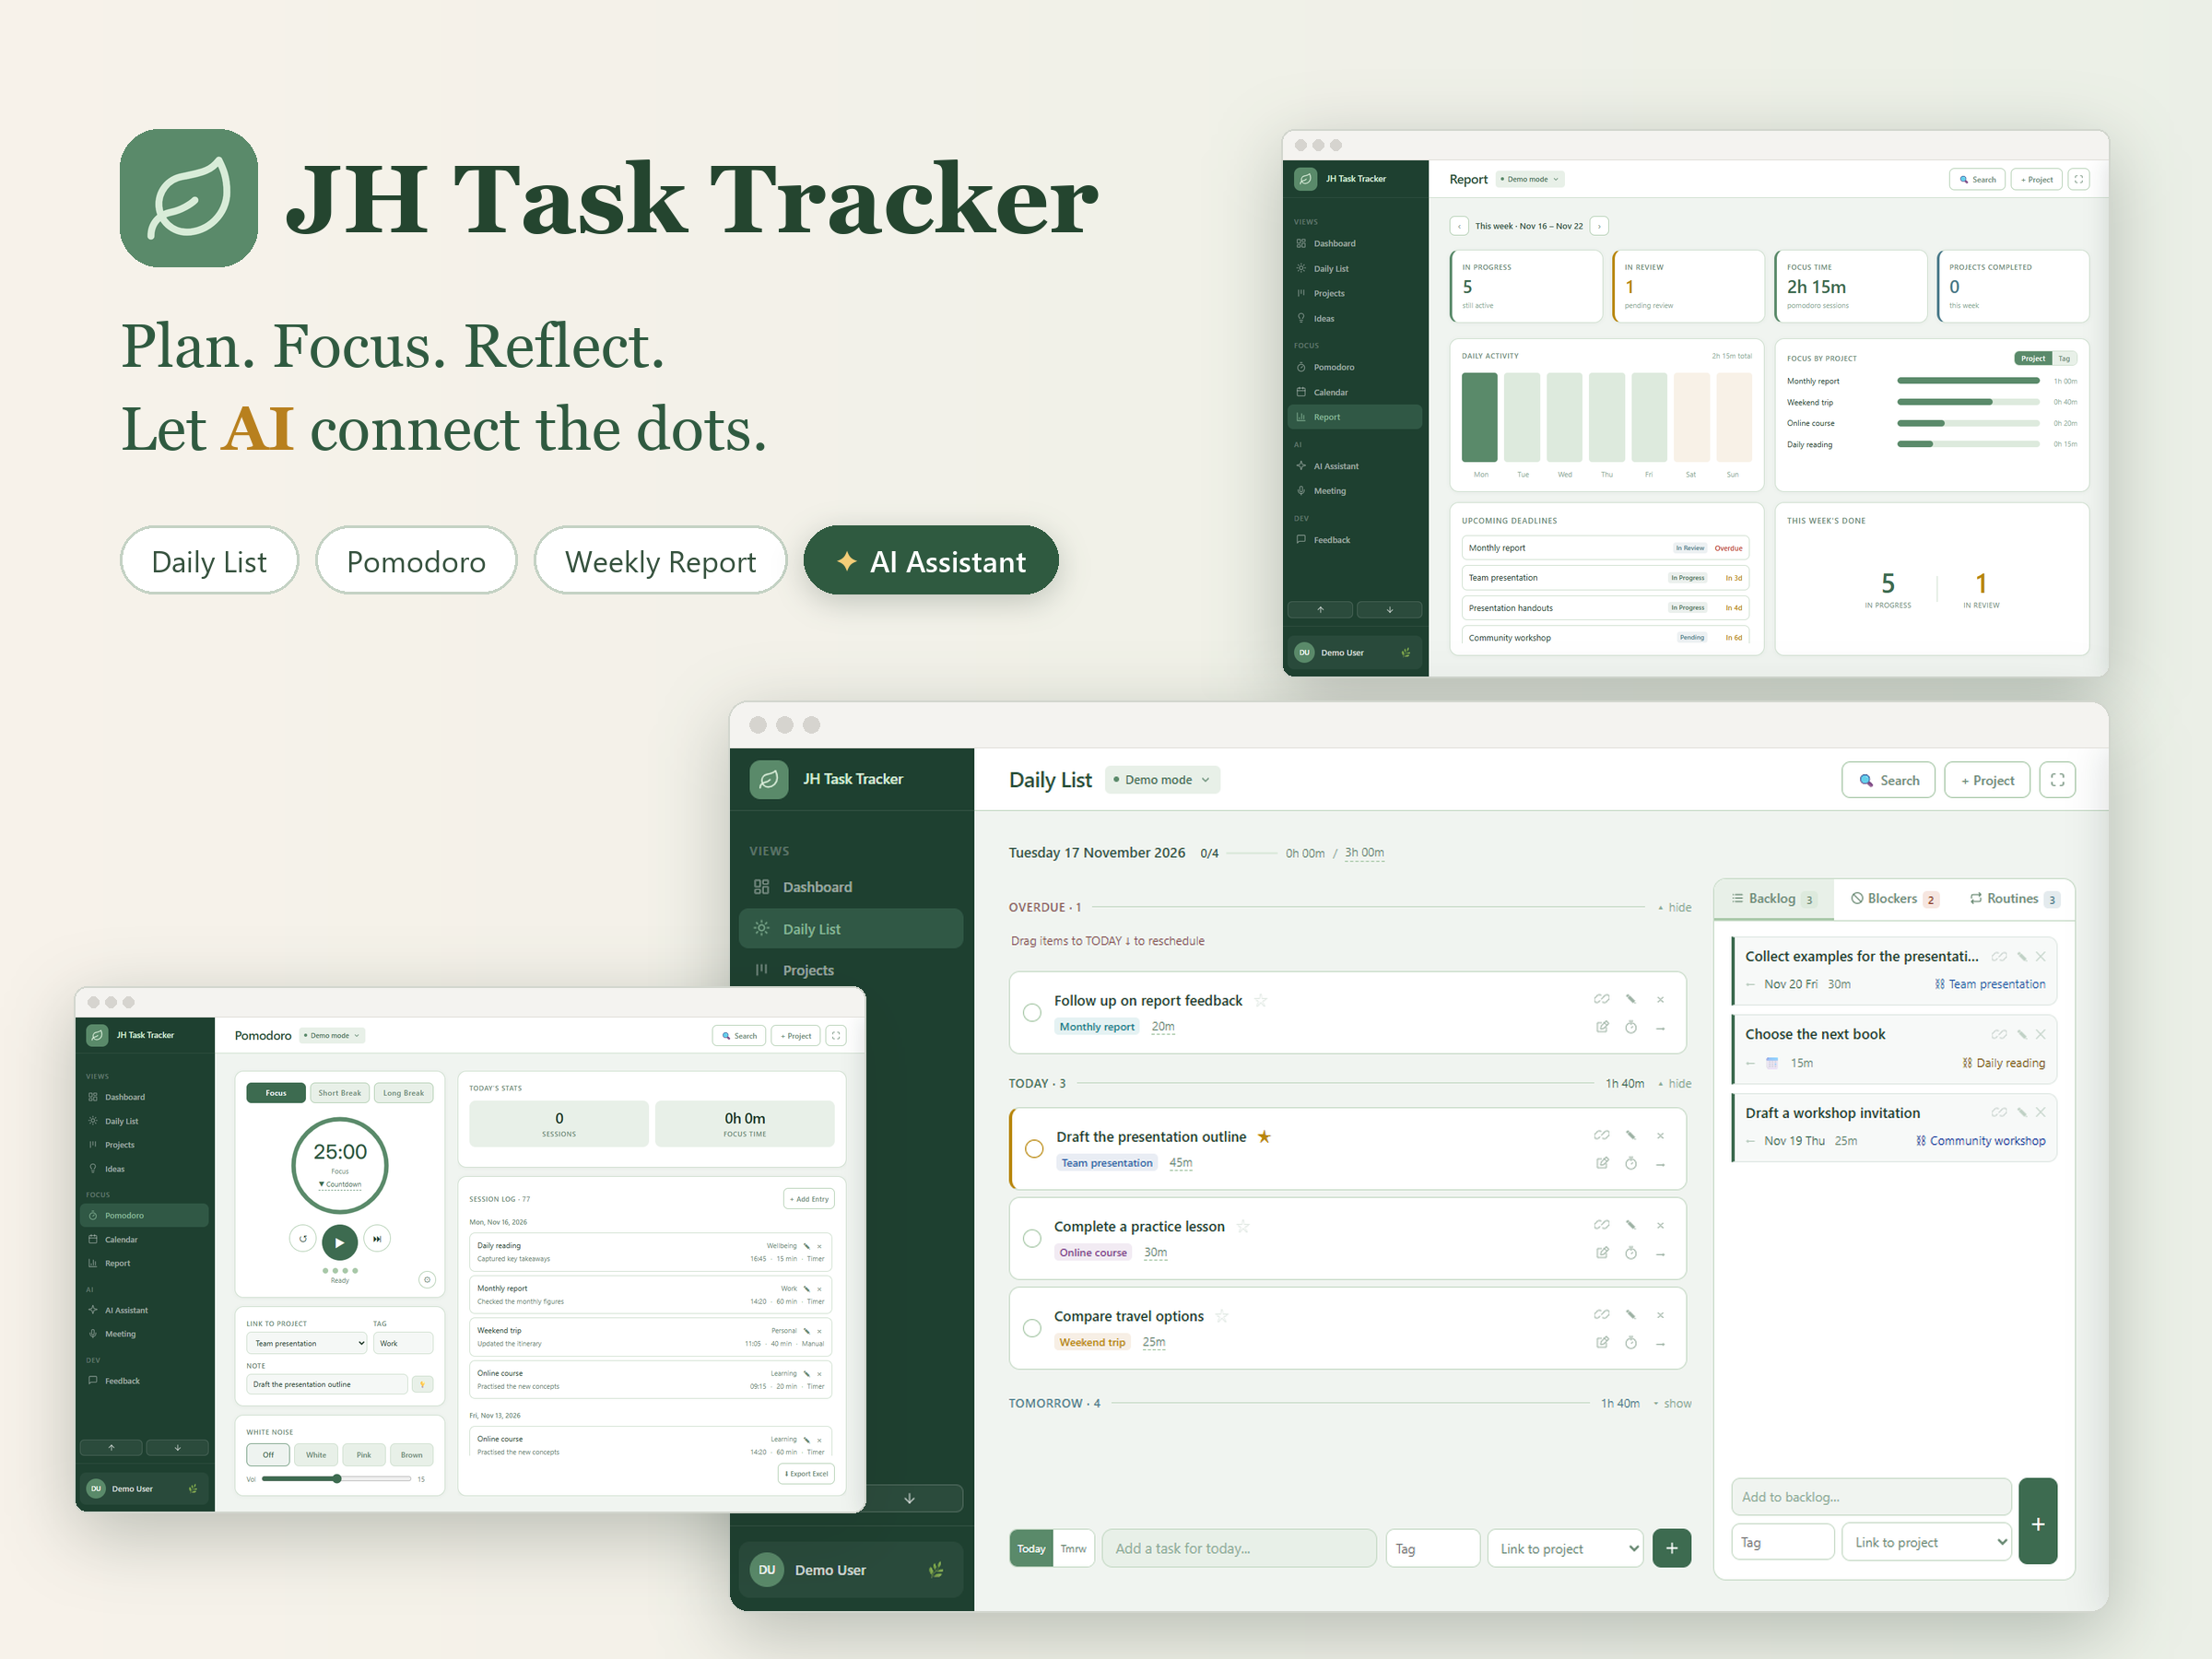 JH Task Tracker
Plan. Focus. Reflect.
Let AI connect the dots.
Daily List
Pomodoro
Weekly Report
AI Assistant
JH Task Tracker
Report
Demo mode
Search
+ Project
VIEWS
Dashboard
Daily List
Projects
Ideas
FOCUS
Pomodoro
Calendar
Report
AI
AI Assistant
Meeting
DEV
Feedback
↑ ↓
DU Demo User
‹ This week · Nov 16 – Nov 22 ›
IN PROGRESS
5
still active
IN REVIEW
1
pending review
FOCUS TIME
2h 15m
pomodoro sessions
PROJECTS COMPLETED
0
this week
DAILY ACTIVITY 2h 15m total
Mon Tue Wed Thu Fri Sat Sun
FOCUS BY PROJECT Project Tag
Monthly report 1h 00m
Weekend trip 0h 40m
Online course 0h 20m
Daily reading 0h 15m
UPCOMING DEADLINES
Monthly report In Review Overdue
Team presentation In Progress In 3d
Presentation handouts In Progress In 4d
Community workshop Pending In 6d
THIS WEEK'S DONE
5 1
IN PROGRESS IN REVIEW
JH Task Tracker
Daily List
Demo mode
Search
+ Project
VIEWS
Dashboard
Daily List
Projects
↓
DU Demo User
Tuesday 17 November 2026 0/4 0h 00m / 3h 00m
OVERDUE · 1 hide
Drag items to TODAY ↓ to reschedule
Follow up on report feedback
Monthly report 20m
TODAY · 3 1h 40m hide
Draft the presentation outline
Team presentation 45m
Complete a practice lesson
Online course 30m
Compare travel options
Weekend trip 25m
TOMORROW · 4 1h 40m show
Today Tmrw Add a task for today... Tag Link to project +
Backlog 3 Blockers 2 Routines 3
Collect examples for the presentati...
← Nov 20 Fri 30m Team presentation
Choose the next book
← 15m Daily reading
Draft a workshop invitation
← Nov 19 Thu 25m Community workshop
Add to backlog...
Tag Link to project +
JH Task Tracker
Pomodoro
Demo mode
Search
+ Project
VIEWS
Dashboard
Daily List
Projects
Ideas
FOCUS
Pomodoro
Calendar
Report
AI
AI Assistant
Meeting
DEV
Feedback
↑ ↓
DU Demo User
Focus Short Break Long Break
25:00
Focus
▼ Countdown
Ready
LINK TO PROJECT TAG
Team presentation Work
NOTE
Draft the presentation outline
WHITE NOISE
Off White Pink Brown
Vol 15
TODAY'S STATS
0 0h 0m
SESSIONS FOCUS TIME
SESSION LOG · 77 + Add Entry
Mon, Nov 16, 2026
Daily reading Wellbeing
Captured key takeaways 16:45 · 15 min · Timer
Monthly report Work
Checked the monthly figures 14:20 · 60 min · Timer
Weekend trip Personal
Updated the itinerary 11:05 · 40 min · Manual
Online course Learning
Practised the new concepts 09:15 · 20 min · Timer
Fri, Nov 13, 2026
Online course Learning
Practised the new concepts 14:20 · 60 min · Timer
⬇ Export Excel